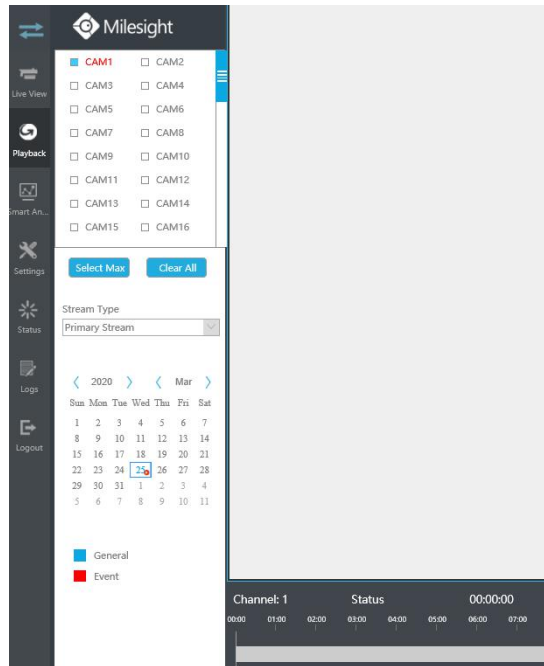 Milesight
Live View
Playback
Smart An...
Settings
Status
Logs
Logout
CAM1 CAM2
CAM3 CAM4
CAM5 CAM6
CAM7 CAM8
CAM9 CAM10
CAM11 CAM12
CAM13 CAM14
CAM15 CAM16
Select Max Clear All
Stream Type
Primary Stream
2020 Mar
Sun Mon Tue Wed Thu Fri Sat
1 2 3 4 5 6 7
8 9 10 11 12 13 14
15 16 17 18 19 20 21
22 23 24 25 26 27 28
29 30 31 1 2 3 4
5 6 7 8 9 10 11
General
Event
Channel: 1 Status 00:00:00
00:00 01:00 02:00 03:00 04:00 05:00 06:00 07:00